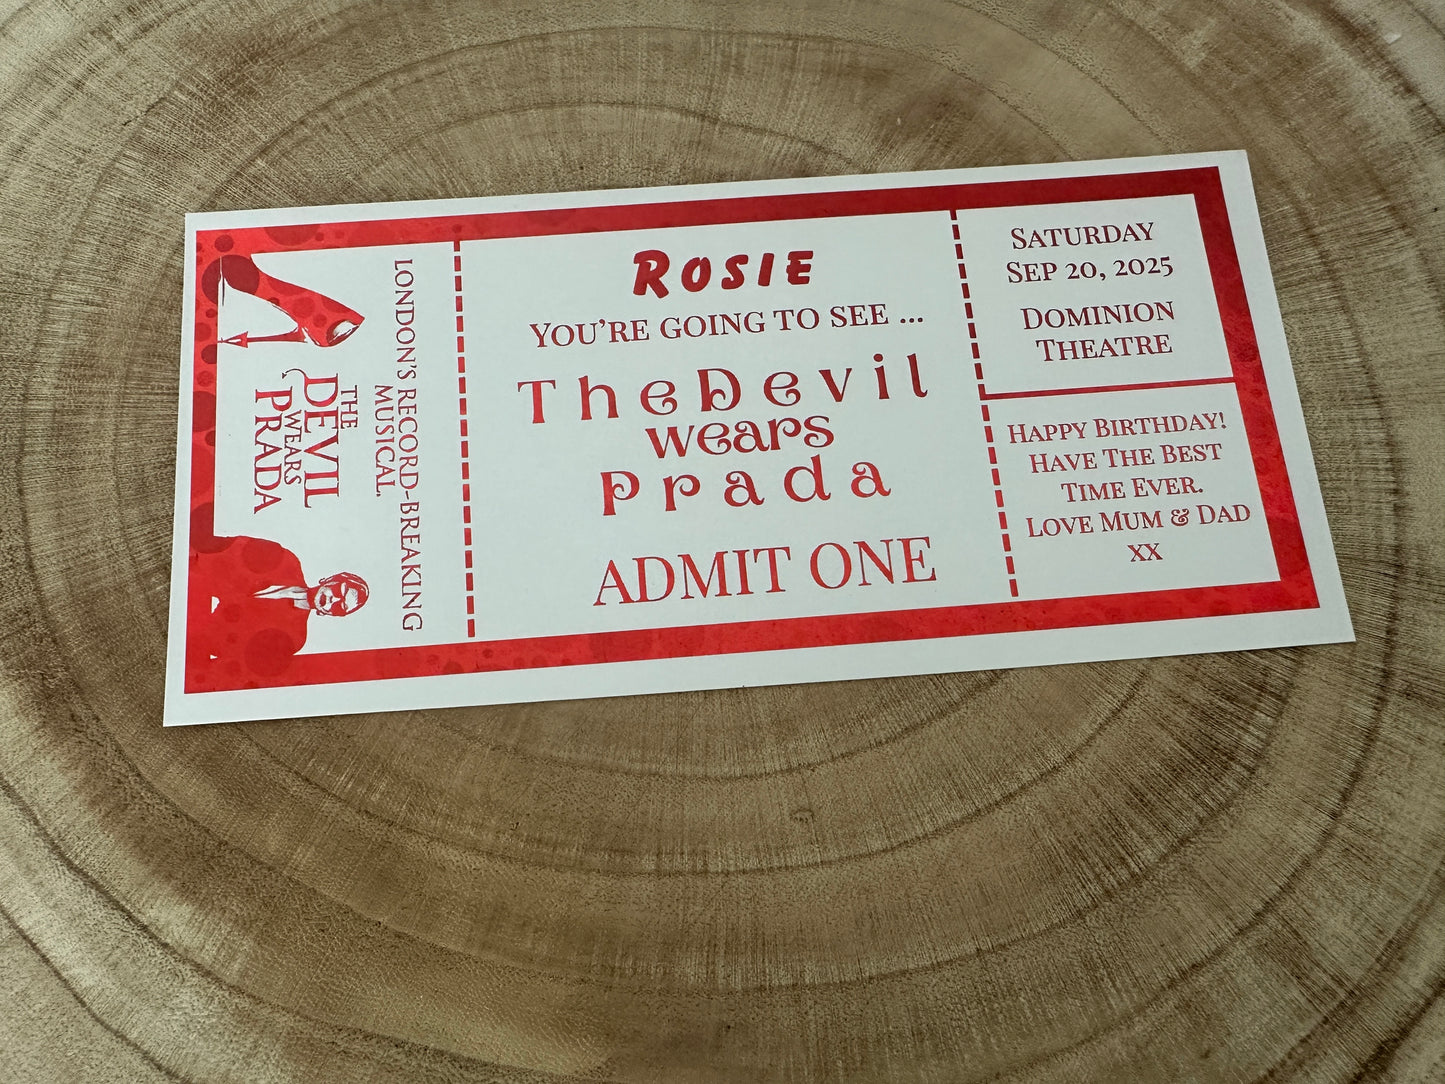 LONDON'S RECORD-BREAKING
MUSICAL.
THE
DEVIL
WEARS
PRADA
ROSIE
YOU'RE GOING TO SEE ...
TheDevil
wears
Prada
ADMIT ONE
SATURDAY
SEP 20, 2025
DOMINION
THEATRE
HAPPY BIRTHDAY!
HAVE THE BEST
TIME EVER.
LOVE MUM & DAD
XX